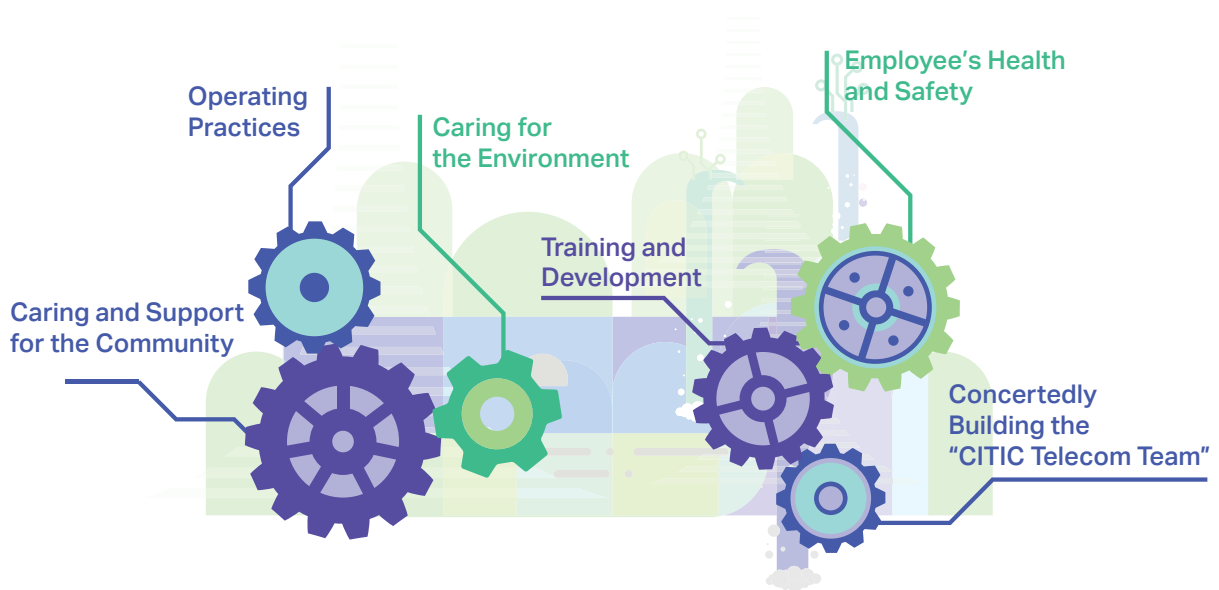 Operating
Practices
Caring for
the Environment
Employee's Health
and Safety
Training and
Development
Caring and Support
for the Community
Concertedly
Building the
“CITIC Telecom Team”